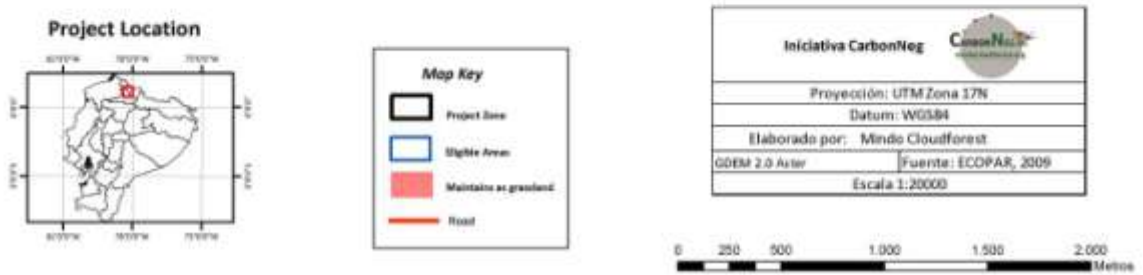 Project Location
Map Key
Project Zone
Eligible Areas
Maintains as grassland
Road
Iniciativa CarbonNeg
CarbonNeg
Proyección: UTM Zona 17N
Datum: WGS84
Elaborado por: Mindo Cloudforest
GDEM 2.0 Aster
Fuente: ECOPAR, 2009
Escala 1:20000
0 250 500 1.000 1.500 2.000
Metros